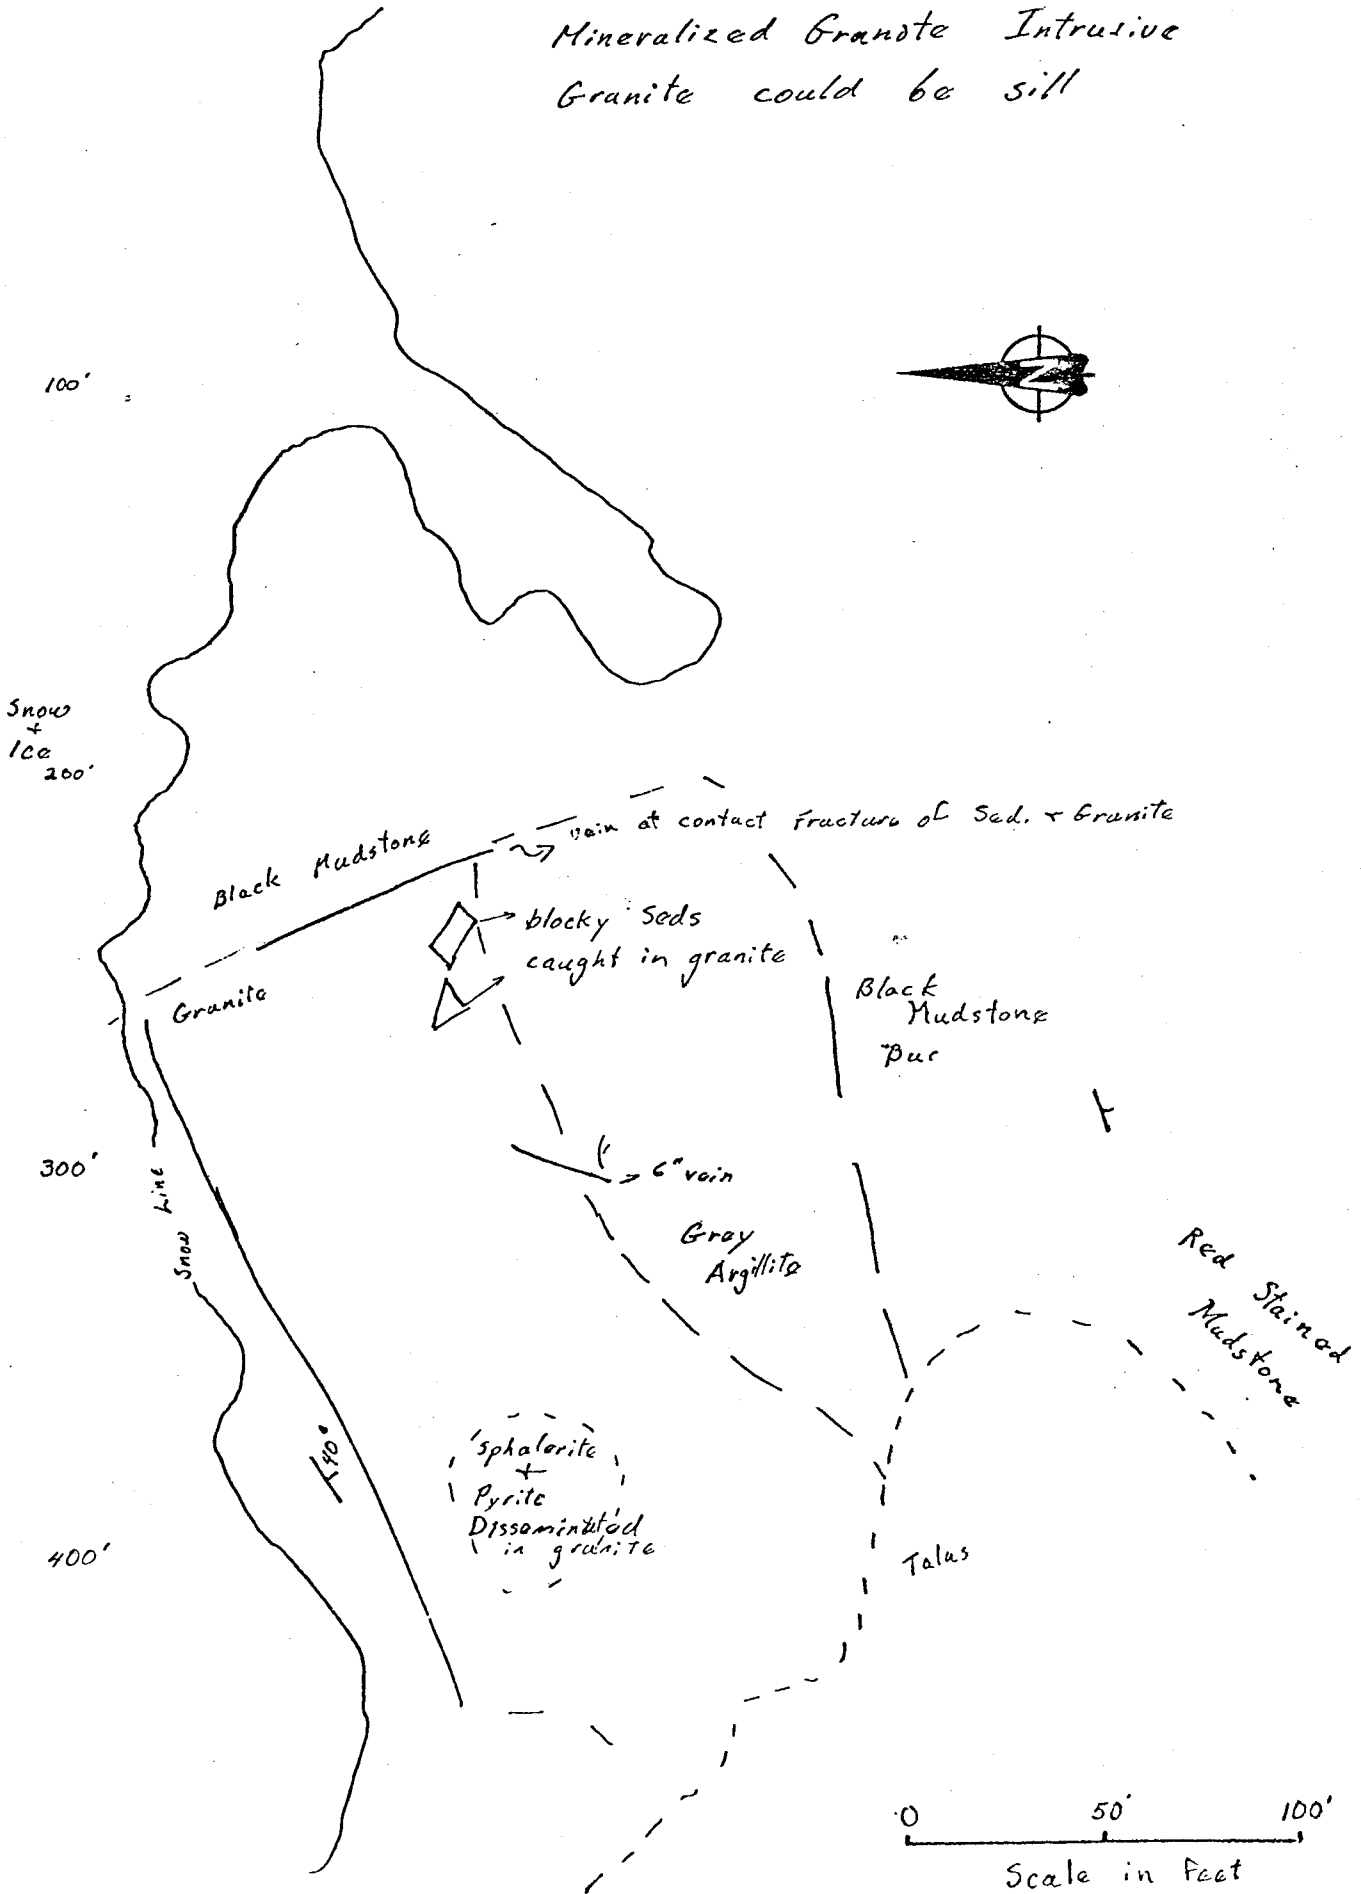 Mineralized Granote Intrusive
Granite could be sill
N
100'
Snow
+
Ice
200'
vein at contact Fracture of Sed. + Granite
Black Mudstone
blocky Seds
caught in granite
Granite
Black
Mudstone
300'
Snow Line
6" vein
Gray
Argillite
Red Stained
Mudstone
40°
Sphalerite
+
Pyrite
Disseminated
in granite
400'
Talus
0 50' 100'
Scale in Feet